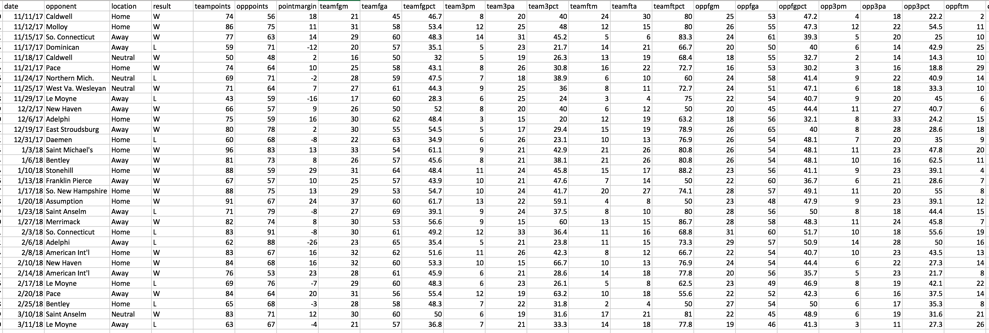 date opponent location result teampoints opppoints pointmargin teamfgm teamfga teamfgpct team3pm team3pa team3pct teamftm teamfta teamftpct oppfgm oppfga oppfgpct opp3pm opp3pa opp3pct oppftm
11/11/17 Caldwell Home W 74 56 18 21 45 46.7 8 20 40 24 30 80 25 53 47.2 4 18 22.2 2
11/12/17 Molloy Home W 86 75 11 31 58 53.4 12 25 48 12 15 80 26 55 47.3 12 22 54.5 11
11/15/17 So. Connecticut Away W 77 63 14 29 60 48.3 14 31 45.2 5 6 83.3 24 61 39.3 5 20 25 10
11/17/17 Dominican Away L 59 71 -12 20 57 35.1 5 23 21.7 14 21 66.7 20 50 40 6 14 42.9 25
11/18/17 Caldwell Neutral W 50 48 2 16 50 32 5 19 26.3 13 19 68.4 18 55 32.7 2 14 14.3 10
11/21/17 Pace Home W 74 64 10 25 58 43.1 8 26 30.8 16 22 72.7 16 53 30.2 3 16 18.8 29
11/24/17 Northern Mich. Neutral L 69 71 -2 28 59 47.5 7 18 38.9 6 10 60 24 58 41.4 9 22 40.9 14
11/25/17 West Va. Wesleyan Neutral W 71 64 7 27 61 44.3 9 25 36 8 11 72.7 24 51 47.1 6 18 33.3 10
11/29/17 Le Moyne Away L 43 59 -16 17 60 28.3 6 25 24 3 4 75 22 54 40.7 9 20 45 6
12/2/17 New Haven Away W 66 57 9 26 50 52 8 20 40 6 12 50 20 45 44.4 11 27 40.7 6
12/6/17 Adelphi Home W 75 59 16 30 62 48.4 3 15 20 12 19 63.2 18 56 32.1 8 33 24.2 15
12/19/17 East Stroudsburg Away W 80 78 2 30 55 54.5 5 17 29.4 15 19 78.9 26 65 40 8 28 28.6 18
12/31/17 Daemen Home L 60 68 -8 22 63 34.9 6 26 23.1 10 13 76.9 26 54 48.1 7 20 35 9
1/3/18 Saint Michael's Home W 96 83 13 33 54 61.1 9 21 42.9 21 26 80.8 26 54 48.1 11 23 47.8 20
1/6/18 Bentley Away W 81 73 8 26 57 45.6 8 21 38.1 21 26 80.8 26 54 48.1 10 16 62.5 11
1/10/18 Stonehill Home W 88 59 29 31 64 48.4 11 24 45.8 15 17 88.2 23 56 41.1 9 23 39.1 4
1/13/18 Franklin Pierce Away W 67 57 10 25 57 43.9 10 21 47.6 7 14 50 22 60 36.7 6 21 28.6 7
1/17/18 So. New Hampshire Home W 88 75 13 29 53 54.7 10 24 41.7 20 27 74.1 28 57 49.1 11 20 55 8
1/20/18 Assumption Home W 91 67 24 37 60 61.7 13 22 59.1 4 8 50 23 48 47.9 9 23 39.1 12
1/23/18 Saint Anselm Away L 71 79 -8 27 69 39.1 9 24 37.5 8 10 80 28 56 50 8 18 44.4 15
1/27/18 Merrimack Away W 82 74 8 30 53 56.6 9 15 60 13 15 86.7 28 58 48.3 11 24 45.8 7
2/3/18 So. Connecticut Home L 83 91 -8 30 61 49.2 12 33 36.4 11 16 68.8 31 60 51.7 10 18 55.6 19
2/6/18 Adelphi Away L 62 88 -26 23 65 35.4 5 21 23.8 11 15 73.3 29 57 50.9 14 28 50 16
2/8/18 American Int'l Home W 83 67 16 32 62 51.6 11 26 42.3 8 12 66.7 22 54 40.7 10 23 43.5 13
2/10/18 New Haven Home W 84 68 16 32 60 53.3 10 15 66.7 10 13 76.9 24 54 44.4 6 22 27.3 14
2/14/18 American Int'l Away W 76 53 23 28 61 45.9 6 21 28.6 14 18 77.8 20 56 35.7 5 23 21.7 8
2/17/18 Le Moyne Home L 69 76 -7 29 60 48.3 6 23 26.1 5 8 62.5 23 49 46.9 8 19 42.1 22
2/20/18 Pace Away W 84 64 20 31 56 55.4 12 19 63.2 10 18 55.6 22 52 42.3 6 16 37.5 14
2/25/18 Bentley Home L 65 68 -3 28 58 48.3 7 22 31.8 2 4 50 27 54 50 6 17 35.3 8
3/10/18 Saint Anselm Neutral W 83 71 12 30 60 50 6 19 31.6 17 21 81 22 45 48.9 6 19 31.6 21
3/11/18 Le Moyne Away L 63 67 -4 21 57 36.8 7 21 33.3 14 18 77.8 19 46 41.3 3 11 27.3 26